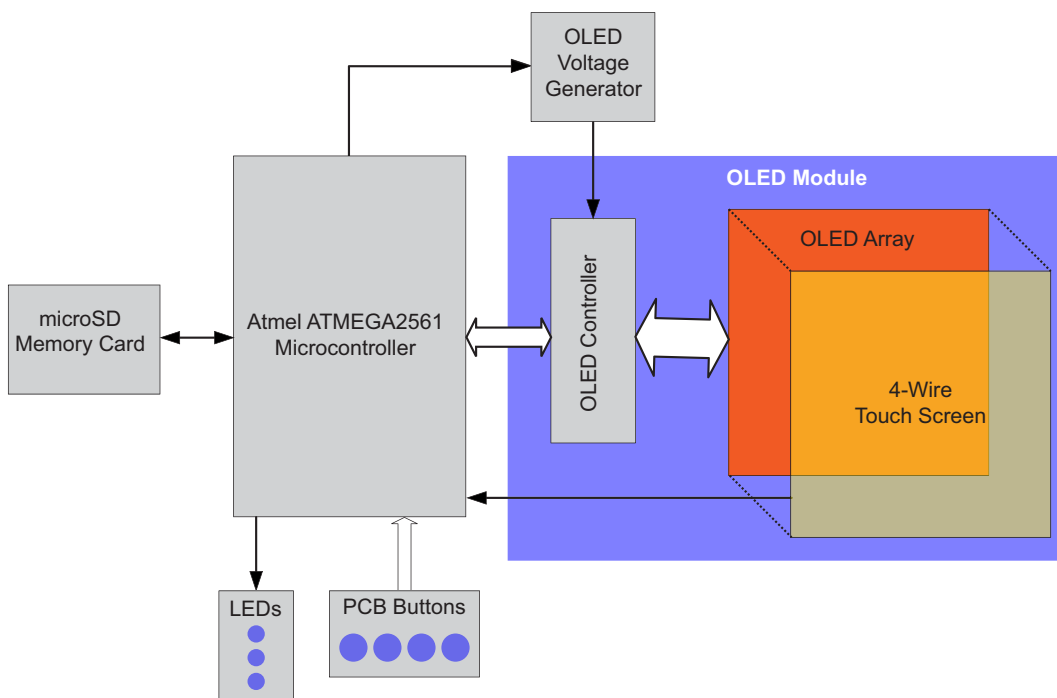 OLED
Voltage
Generator
OLED Module
OLED Array
microSD
Memory Card
Atmel ATMEGA2561
Microcontroller
OLED Controller
4-Wire
Touch Screen
LEDs
PCB Buttons